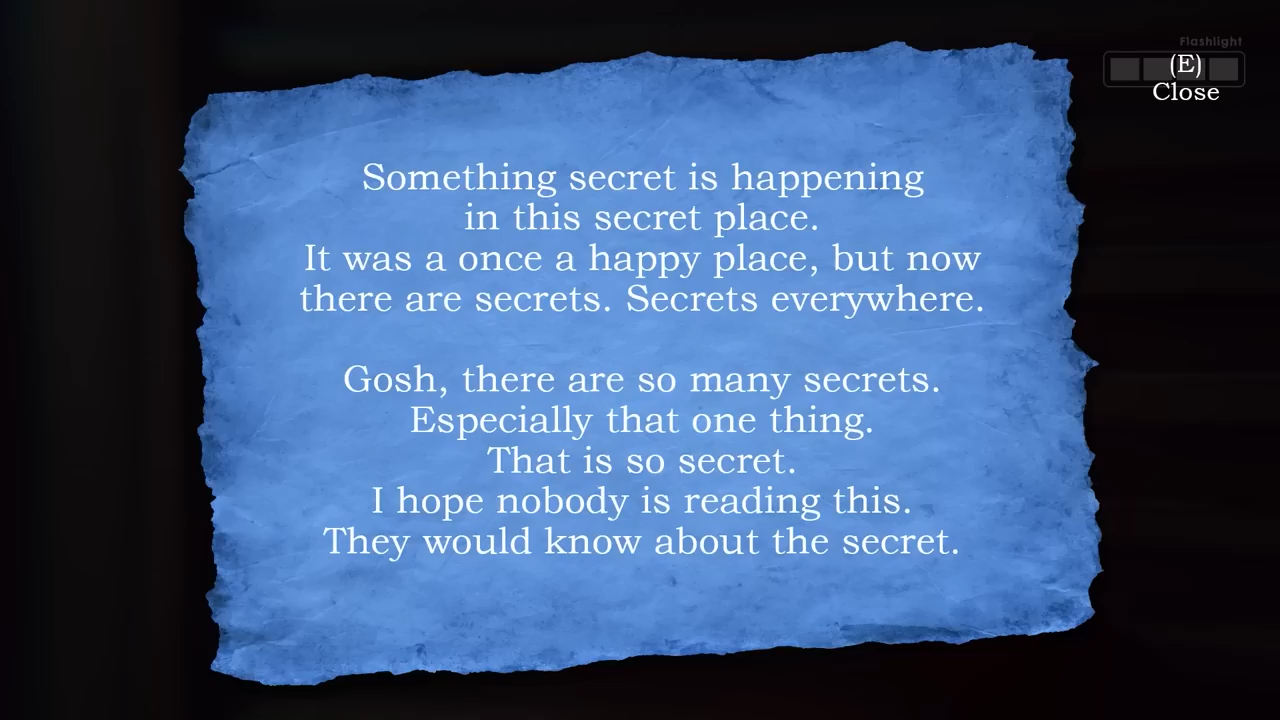 Flashlight
(E)
Close
Something secret is happening
in this secret place.
It was a once a happy place, but now
there are secrets. Secrets everywhere.
Gosh, there are so many secrets.
Especially that one thing.
That is so secret.
I hope nobody is reading this.
They would know about the secret.